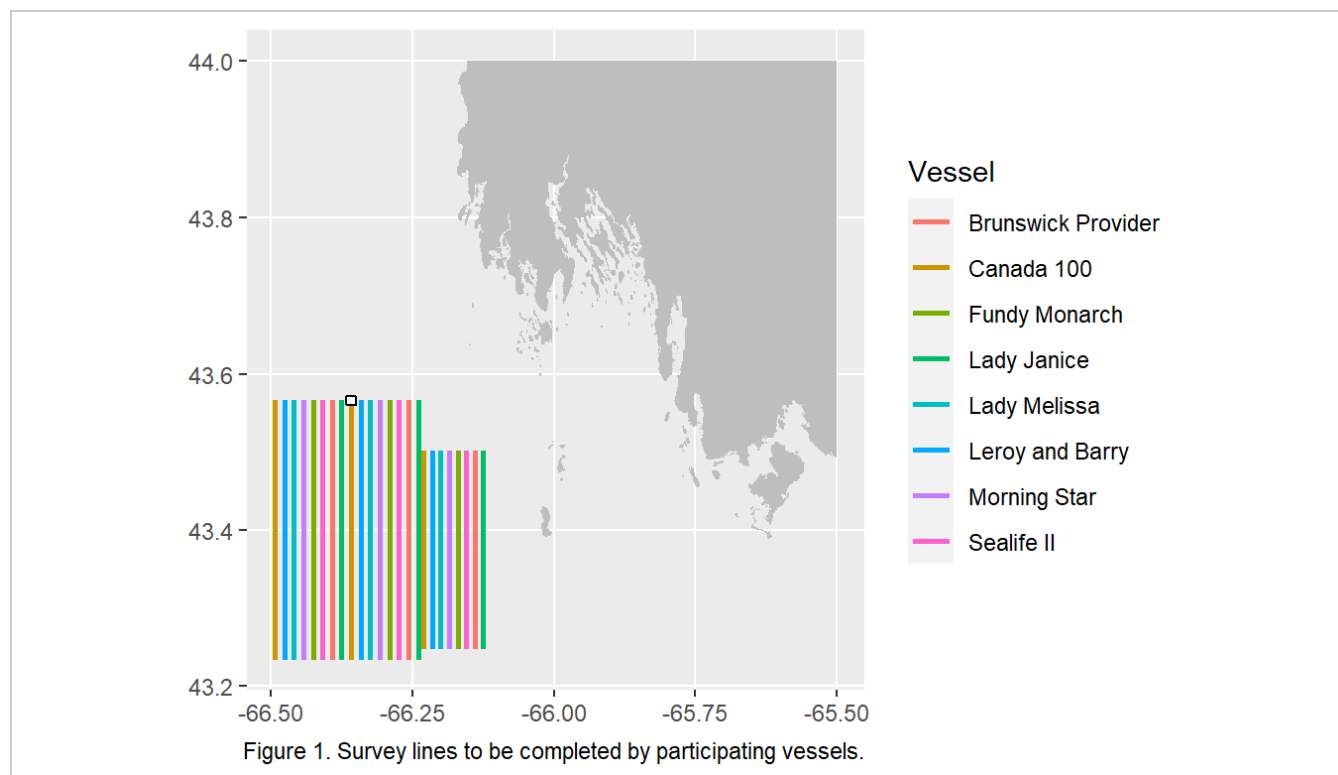 44.0
43.8
43.6
43.4
43.2
-66.50 -66.25 -66.00 -65.75 -65.50
Vessel
Brunswick Provider
Canada 100
Fundy Monarch
Lady Janice
Lady Melissa
Leroy and Barry
Morning Star
Sealife II
Figure 1. Survey lines to be completed by participating vessels.